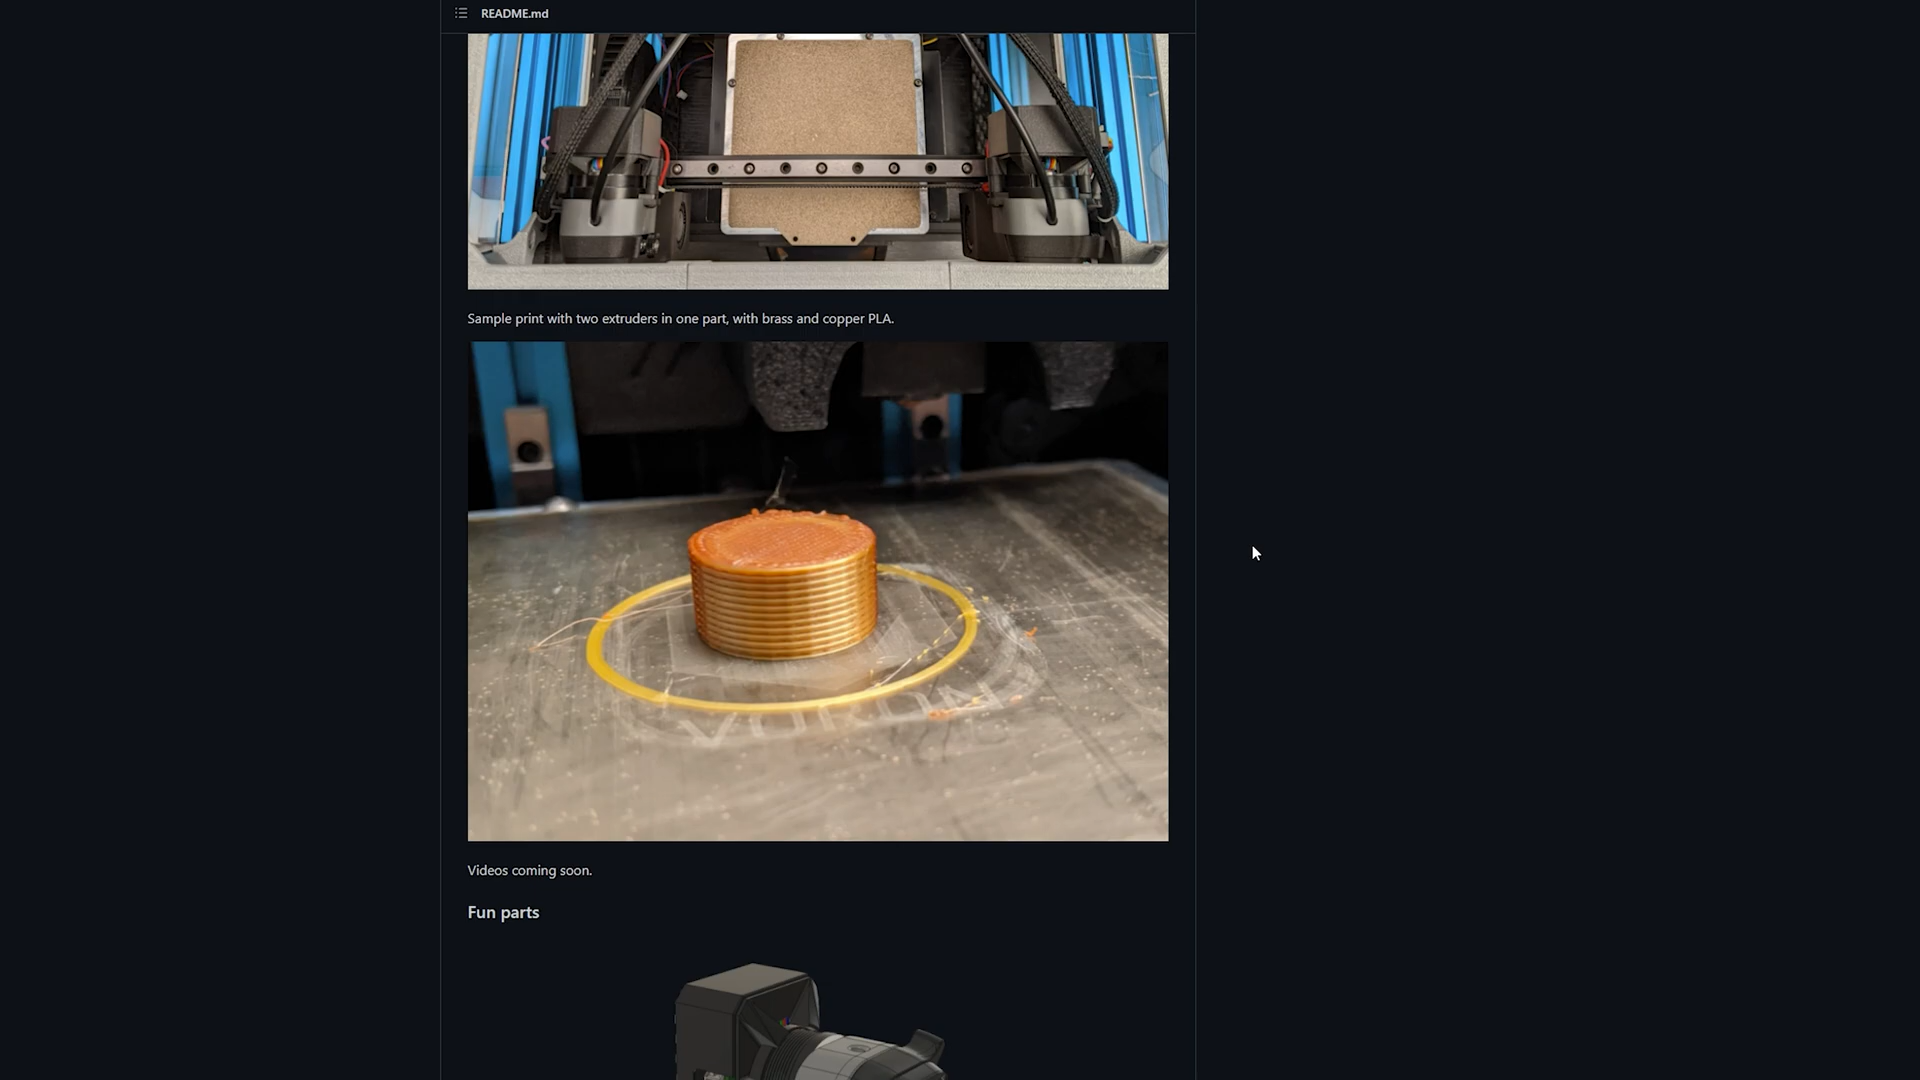 README.md
Sample print with two extruders in one part, with brass and copper PLA.
VORON
Videos coming soon.
Fun parts